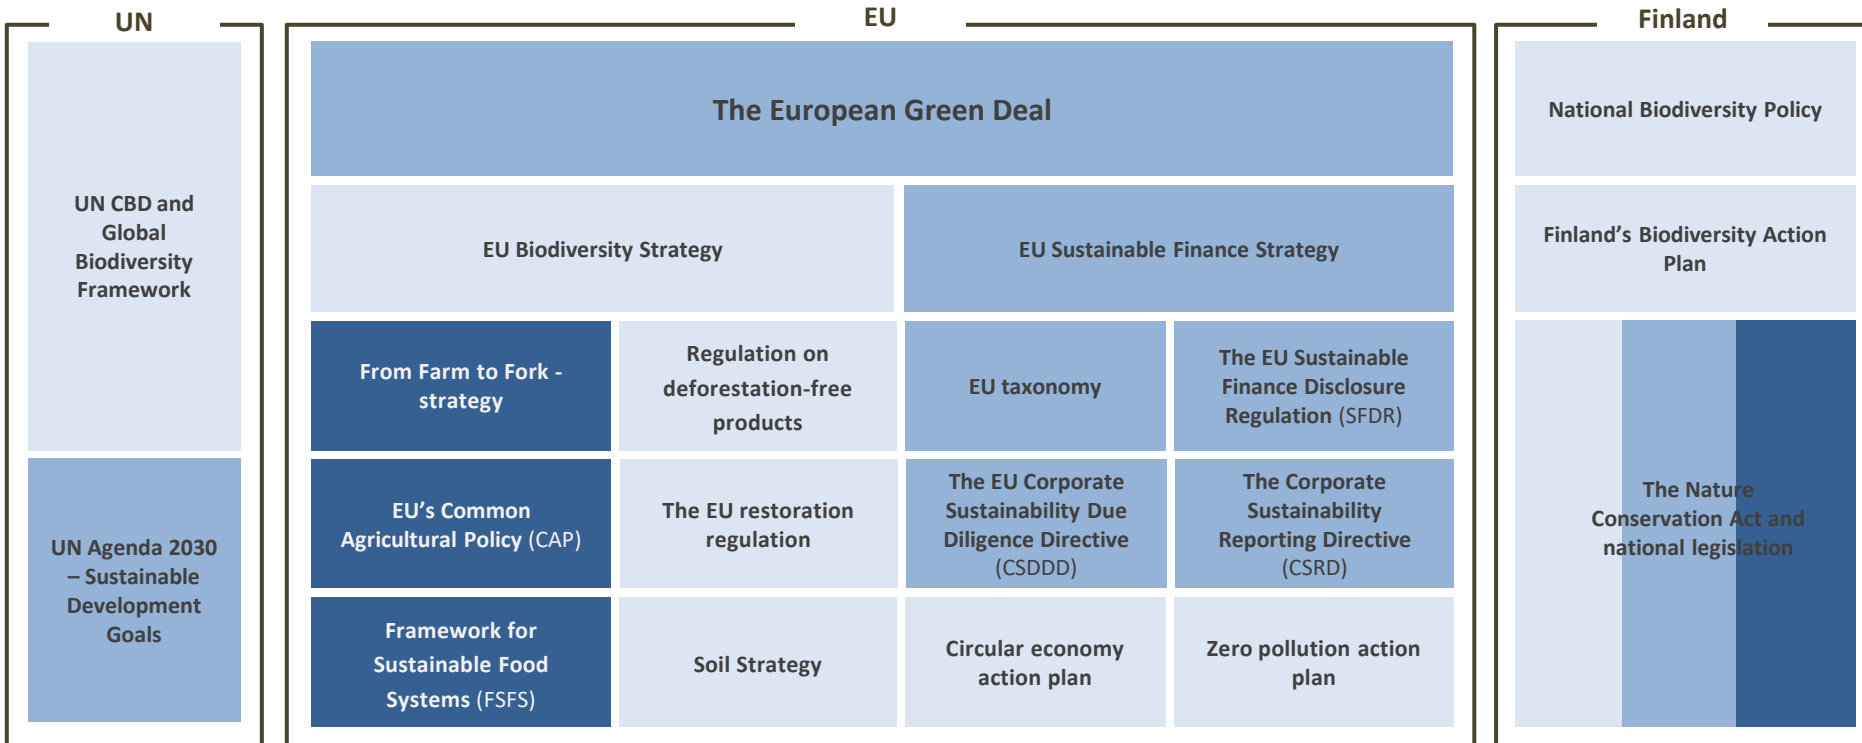 UN
UN CBD and
Global
Biodiversity
Framework
UN Agenda 2030
– Sustainable
Development
Goals
EU
The European Green Deal
EU Biodiversity Strategy
EU Sustainable Finance Strategy
From Farm to Fork -
strategy
Regulation on
deforestation-free
products
EU taxonomy
The EU Sustainable
Finance Disclosure
Regulation (SFDR)
EU's Common
Agricultural Policy (CAP)
The EU restoration
regulation
The EU Corporate
Sustainability Due
Diligence Directive
(CSDDD)
The Corporate
Sustainability
Reporting Directive
(CSRD)
Framework for
Sustainable Food
Systems (FSFS)
Soil Strategy
Circular economy
action plan
Zero pollution action
plan
Finland
National Biodiversity Policy
Finland's Biodiversity Action
Plan
The Nature
Conservation Act and
national legislation